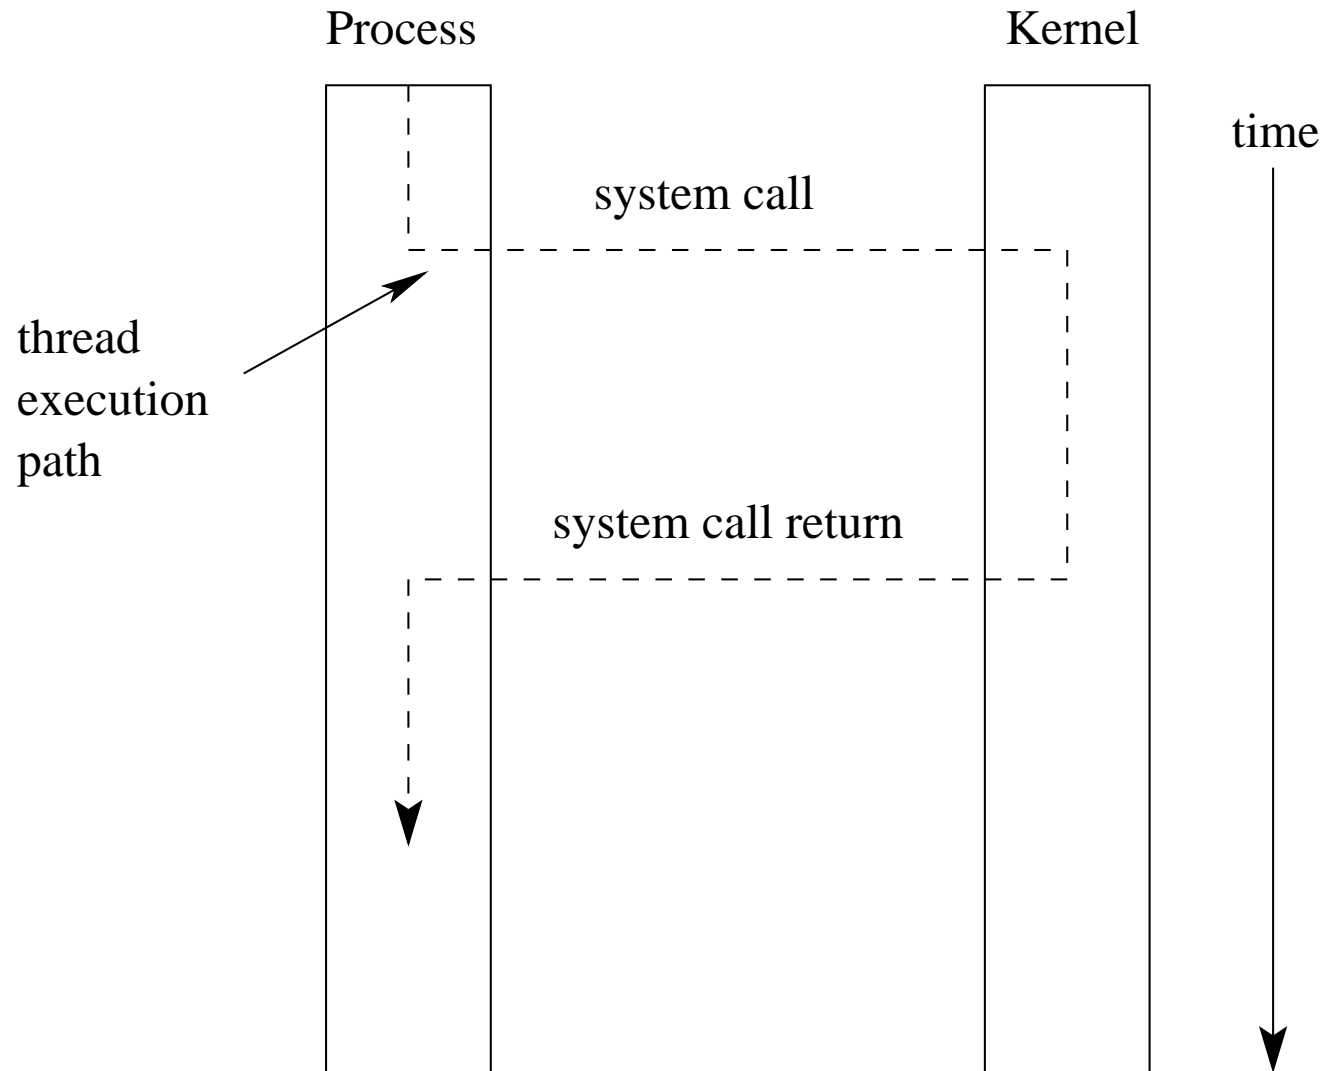 Process
Kernel
time
system call
thread
execution
path
system call return